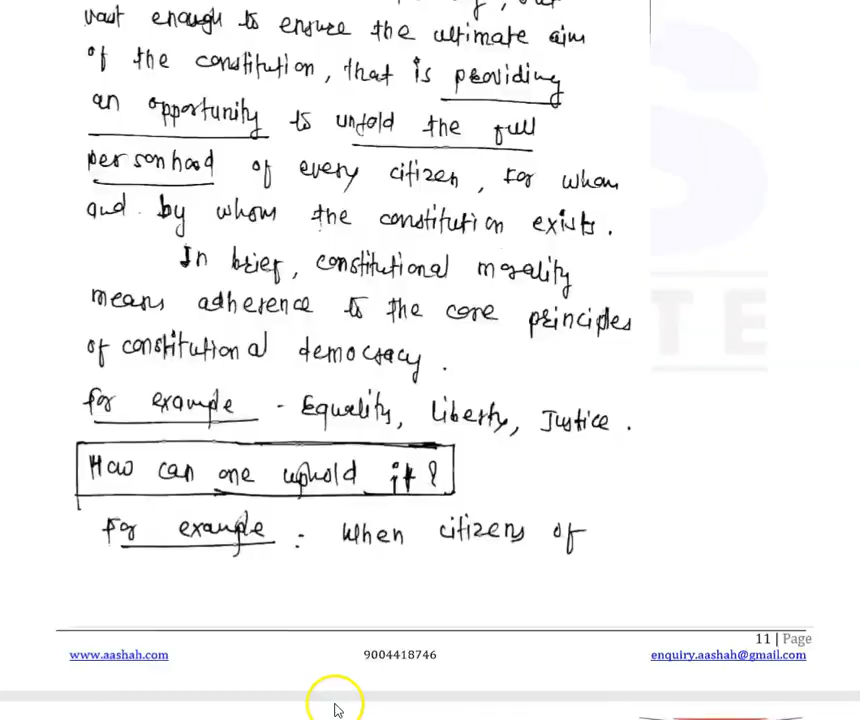 vast enough to ensure the ultimate aim
of the constitution, that is providing
an opportunity to unfold the full
personhood of every citizen, for whom
and by whom the constitution exists.
In brief, constitutional morality
means adherence to the core principles
of constitutional democracy.
For example - Equality, Liberty, Justice.
How can one uphold it?
For example : When citizens of
11 | Page
www.aashah.com 9004418746 enquiry.aashah@gmail.com